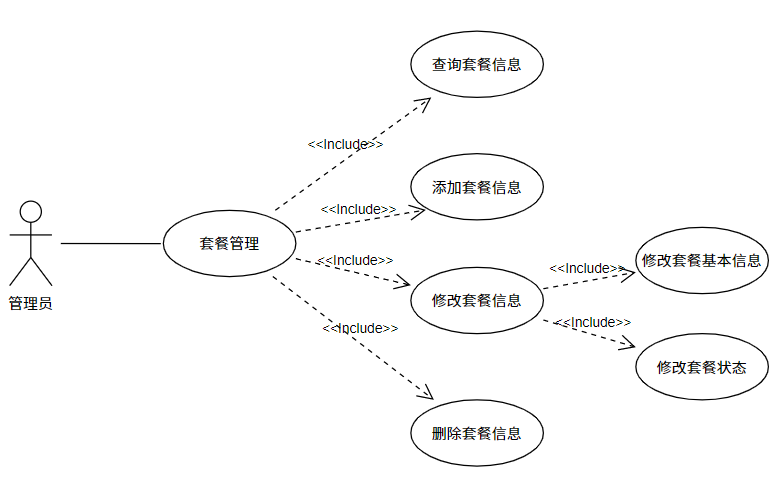 查询套餐信息
<<Include>>
添加套餐信息
<<Include>>
套餐管理
管理员
<<Include>>
修改套餐信息
<<Include>>
修改套餐基本信息
<<Include>>
修改套餐状态
<<Include>>
删除套餐信息